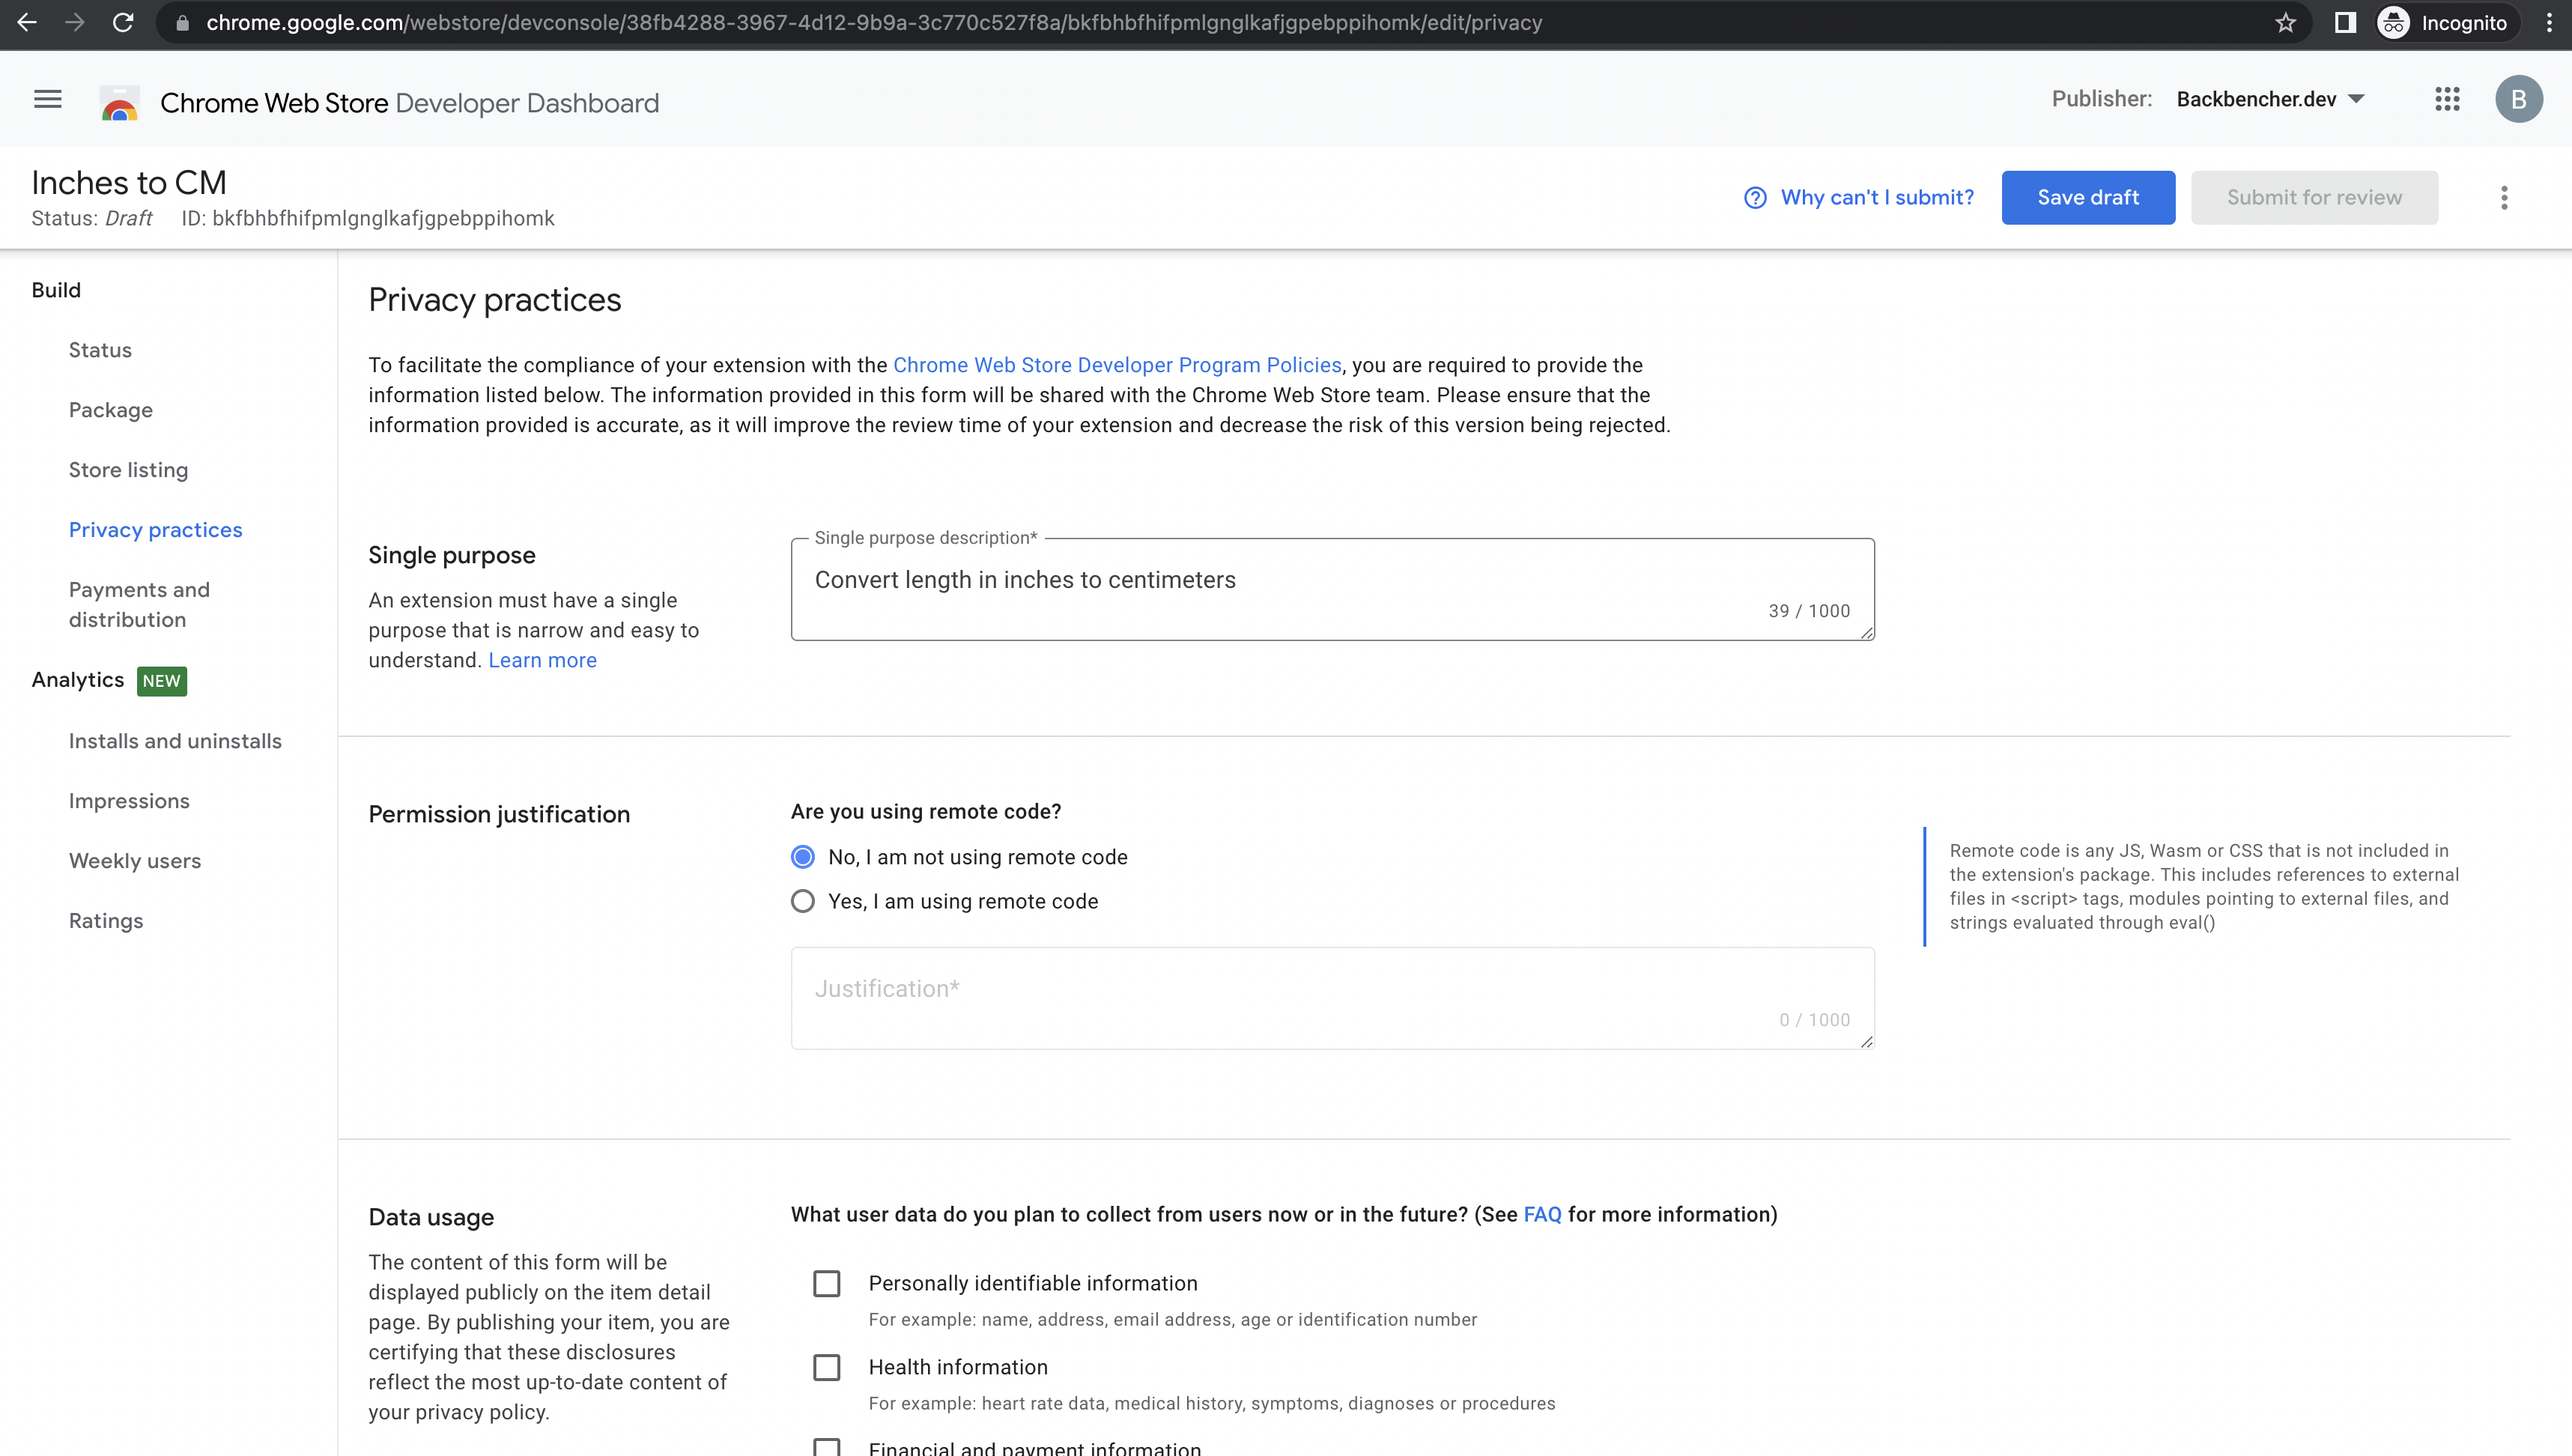 chrome.google.com/webstore/devconsole/38fb4288-3967-4d12-9b9a-3c770c527f8a/bkfbhbfhifpmlgnglkafjgpebppihomk/edit/privacy
Incognito
Chrome Web Store Developer Dashboard
Publisher: Backbencher.dev
B
Inches to CM
Status: Draft ID: bkfbhbfhifpmlgnglkafjgpebppihomk
Why can't I submit?
Save draft
Submit for review
Build
Status
Package
Store listing
Privacy practices
Payments and
distribution
Analytics NEW
Installs and uninstalls
Impressions
Weekly users
Ratings
Privacy practices
To facilitate the compliance of your extension with the Chrome Web Store Developer Program Policies, you are required to provide the
information listed below. The information provided in this form will be shared with the Chrome Web Store team. Please ensure that the
information provided is accurate, as it will improve the review time of your extension and decrease the risk of this version being rejected.
Single purpose
An extension must have a single
purpose that is narrow and easy to
understand. Learn more
Single purpose description*
Convert length in inches to centimeters
39 / 1000
Permission justification
Are you using remote code?
No, I am not using remote code
Yes, I am using remote code
Justification*
0 / 1000
Remote code is any JS, Wasm or CSS that is not included in
the extension's package. This includes references to external
files in <script> tags, modules pointing to external files, and
strings evaluated through eval()
Data usage
The content of this form will be
displayed publicly on the item detail
page. By publishing your item, you are
certifying that these disclosures
reflect the most up-to-date content of
your privacy policy.
What user data do you plan to collect from users now or in the future? (See FAQ for more information)
Personally identifiable information
For example: name, address, email address, age or identification number
Health information
For example: heart rate data, medical history, symptoms, diagnoses or procedures
Financial and payment information